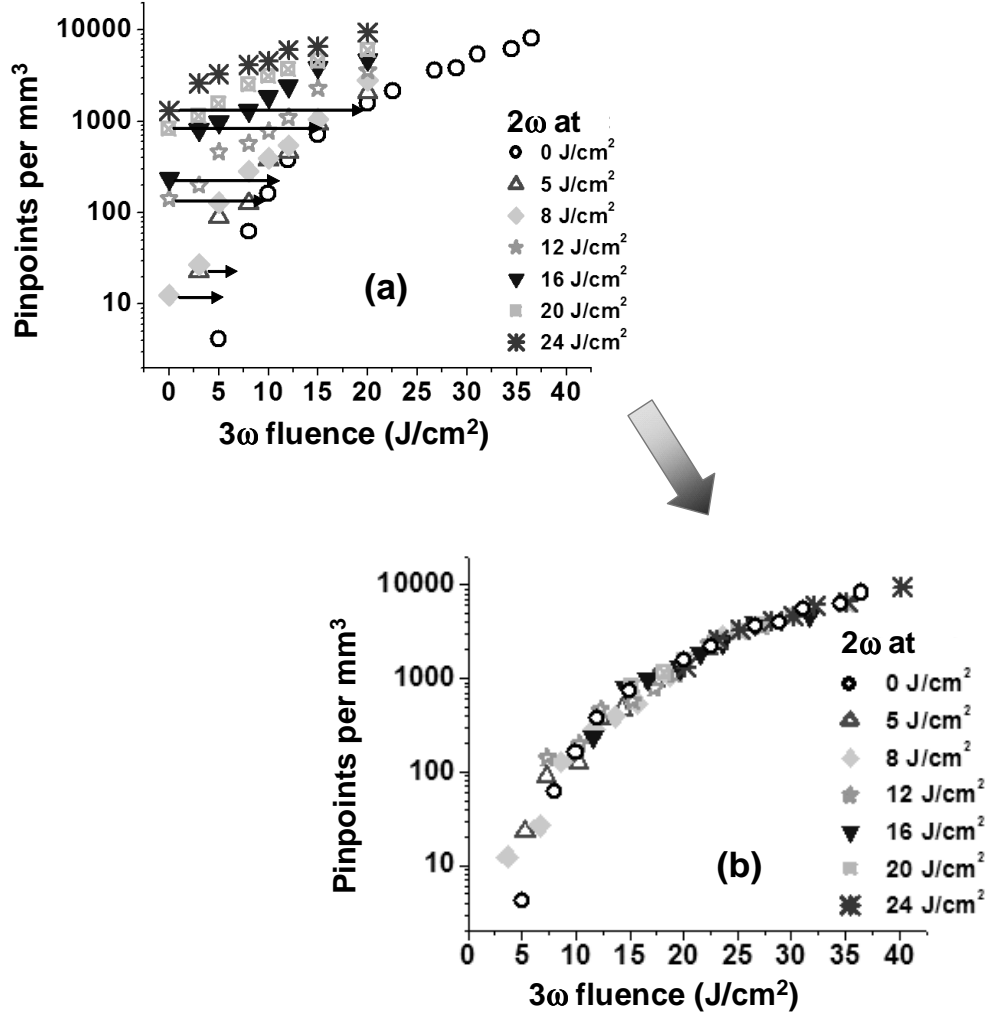 10000
1000
100
10
Pinpoints per mm³
0 5 10 15 20 25 30 35 40
3ω fluence (J/cm²)
(a)
2ω at
0 J/cm²
5 J/cm²
8 J/cm²
12 J/cm²
16 J/cm²
20 J/cm²
24 J/cm²
10000
1000
100
10
Pinpoints per mm³
0 5 10 15 20 25 30 35 40
3ω fluence (J/cm²)
(b)
2ω at
0 J/cm²
5 J/cm²
8 J/cm²
12 J/cm²
16 J/cm²
20 J/cm²
24 J/cm²